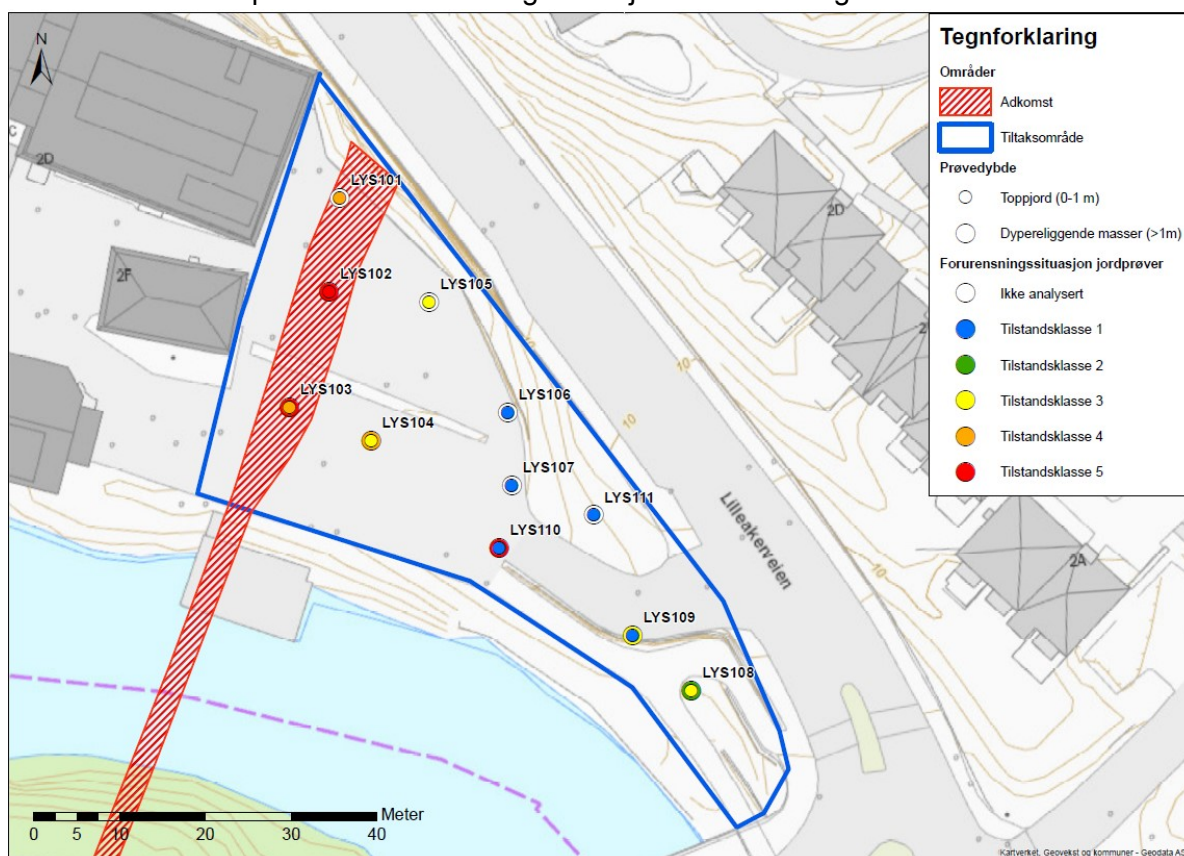 Tegnforklaring
Områder
Adkomst
Tiltaksområde
Prøvedybde
Toppjord (0-1 m)
Dypereliggende masser (>1m)
Forurensningssituasjon jordprøver
Ikke analysert
Tilstandsklasse 1
Tilstandsklasse 2
Tilstandsklasse 3
Tilstandsklasse 4
Tilstandsklasse 5
N
C
2D
2F
LYS101
LYS102
LYS105
LYS103
LYS104
LYS106
LYS107
LYS111
LYS110
LYS109
LYS108
Lilleakerveien
10
10
10
10
10
2D
2A
Meter
0 5 10 20 30 40
Kartverket, Geovekst og kommuner - Geodata AS